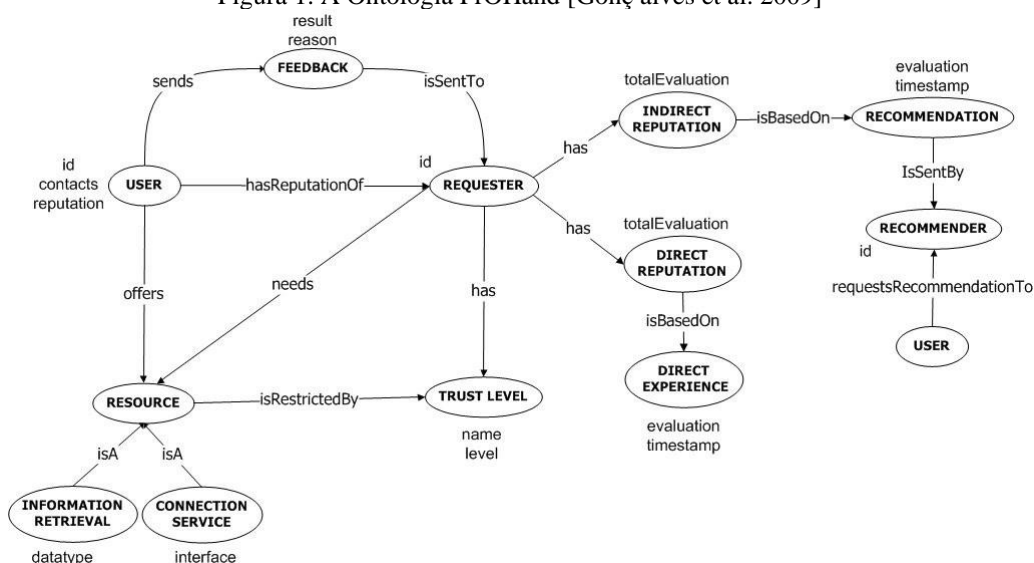 Figura 1. A Ontologia ProHand [Gonç alves et al. 2009]
result
reason
FEEDBACK
sends
isSentTo
totalEvaluation
INDIRECT
REPUTATION
isBasedOn
evaluation
timestamp
RECOMMENDATION
has
id
contacts
reputation
USER
hasReputationOf
id
REQUESTER
IsSentBy
has
totalEvaluation
DIRECT
REPUTATION
RECOMMENDER
id
offers
needs
has
isBasedOn
requestsRecommendationTo
USER
DIRECT
EXPERIENCE
evaluation
timestamp
RESOURCE
isRestrictedBy
TRUST LEVEL
name
level
isA
isA
INFORMATION
RETRIEVAL
datatype
CONNECTION
SERVICE
interface